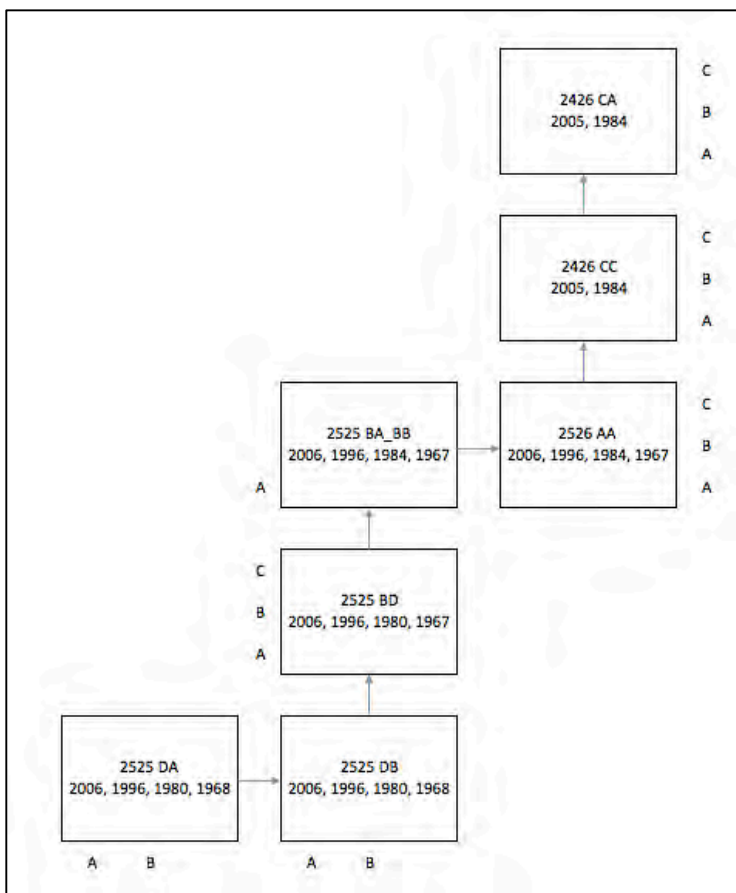 C
2426 CA
2005, 1984
B
A
C
2426 CC
2005, 1984
B
A
2525 BA_BB
2006, 1996, 1984, 1967
A
2526 AA
2006, 1996, 1984, 1967
C
B
A
C
B
A
2525 BD
2006, 1996, 1980, 1967
2525 DA
2006, 1996, 1980, 1968
2525 DB
2006, 1996, 1980, 1968
A B
A B